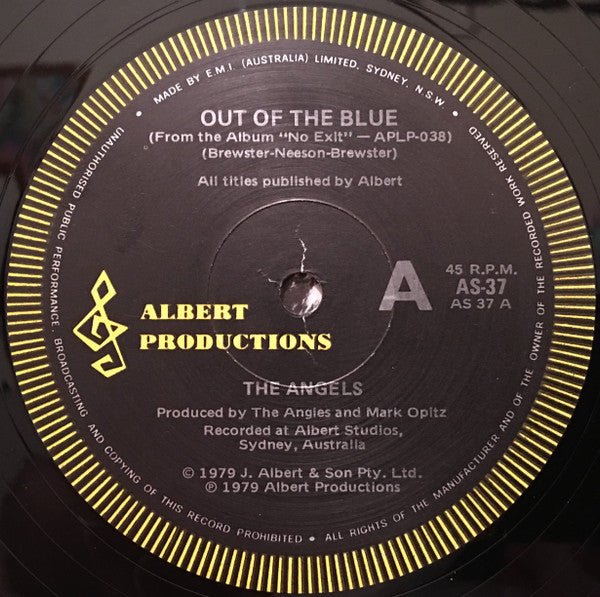 MADE BY E.M.I. (AUSTRALIA) LIMITED, SYDNEY, N.S.W. •
OUT OF THE BLUE
(From the Album "No Exit" — APLP-038)
(Brewster-Neeson-Brewster)
All titles published by Albert
A
45 R.P.M.
AS-37
AS 37 A
ALBERT
PRODUCTIONS
THE ANGELS
Produced by The Angles and Mark Opitz
Recorded at Albert Studios,
Sydney, Australia
© 1979 J. Albert & Son Pty. Ltd.
℗ 1979 Albert Productions
• UNAUTHORISED PUBLIC PERFORMANCE, BROADCASTING AND COPYING OF THIS RECORD PROHIBITED • ALL RIGHTS OF THE MANUFACTURER AND OF THE OWNER OF THE RECORDED WORK RESERVED